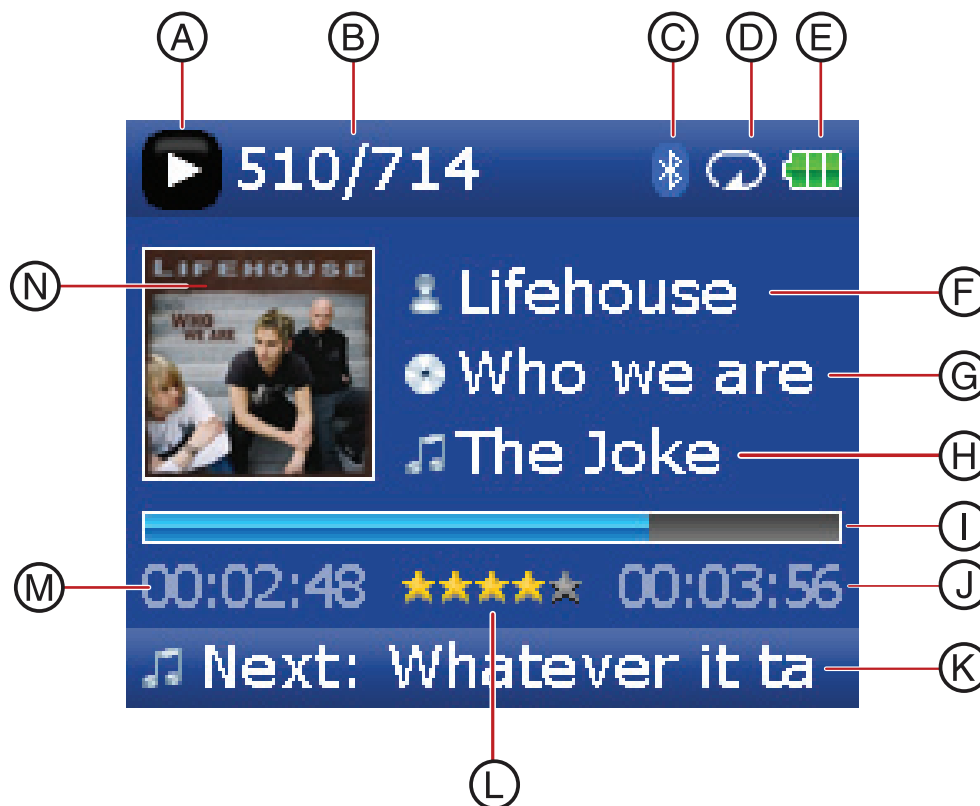 A B C D E
510/714
N
LIFEHOUSE
WHO
WE ARE
Lifehouse F
Who we are G
The Joke H
I
M 00:02:48 00:03:56 J
Next: Whatever it ta K
L